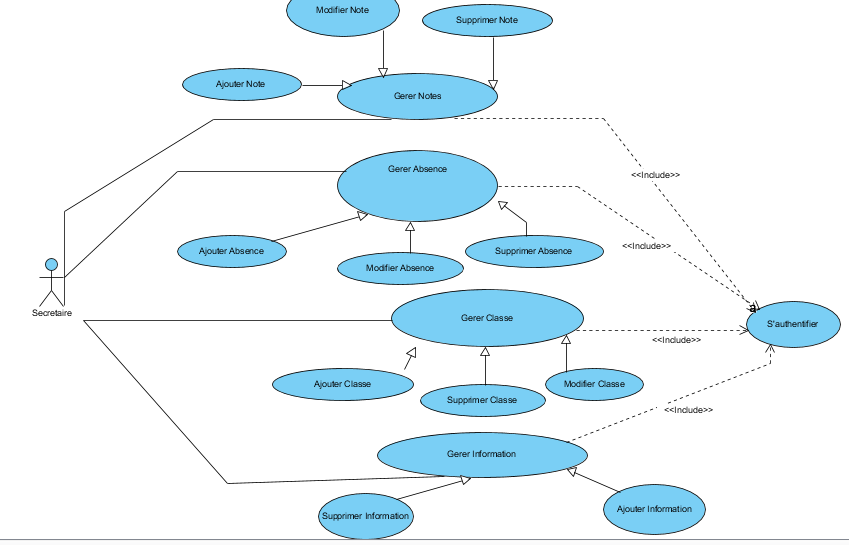 Modifier Note
Supprimer Note
Ajouter Note
Gerer Notes
Gerer Absence
<<Include>>
Ajouter Absence
Supprimer Absence
<<Include>>
Modifier Absence
Secretaire
a
Gerer Classe
S'authentifier
<<Include>>
Ajouter Classe
Modifier Classe
Supprimer Classe
<<Include>>
Gerer Information
Supprimer Information
Ajouter Information